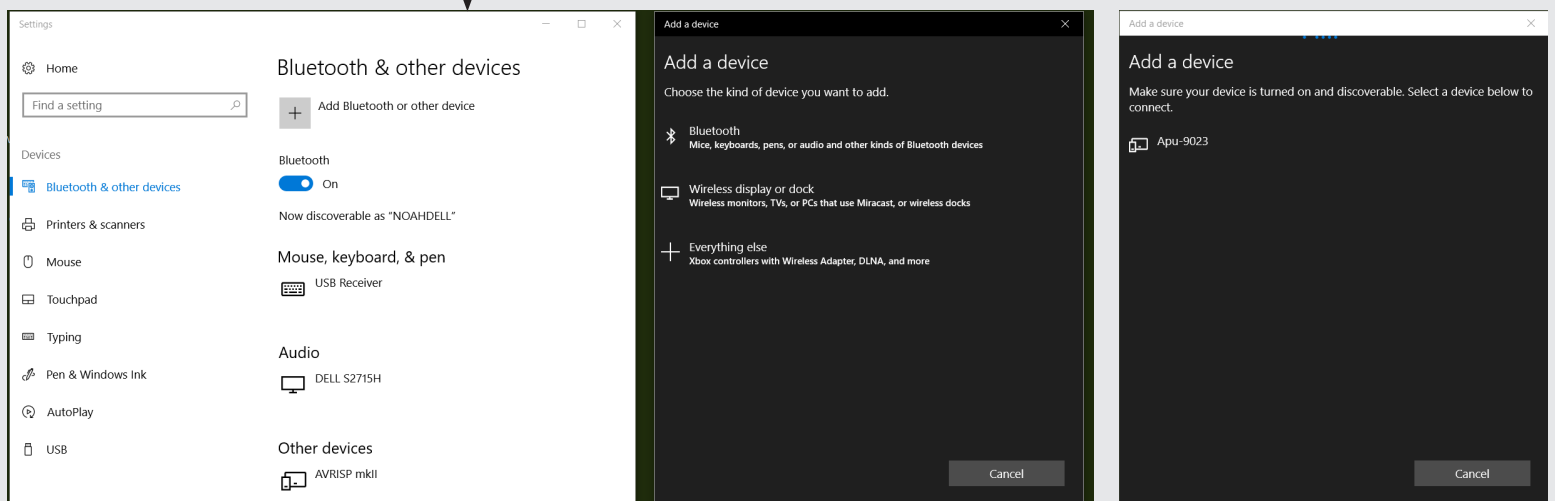 Settings
Home
Find a setting
Devices
Bluetooth & other devices
Printers & scanners
Mouse
Touchpad
Typing
Pen & Windows Ink
AutoPlay
USB
Bluetooth & other devices
Add Bluetooth or other device
Bluetooth
On
Now discoverable as “NOAHDELL”
Mouse, keyboard, & pen
USB Receiver
Audio
DELL S2715H
Other devices
AVRISP mkII
Add a device
Add a device
Choose the kind of device you want to add.
Bluetooth
Mice, keyboards, pens, or audio and other kinds of Bluetooth devices
Wireless display or dock
Wireless monitors, TVs, or PCs that use Miracast, or wireless docks
Everything else
Xbox controllers with Wireless Adapter, DLNA, and more
Cancel
Add a device
Add a device
Make sure your device is turned on and discoverable. Select a device below to
connect.
Apu-9023
Cancel